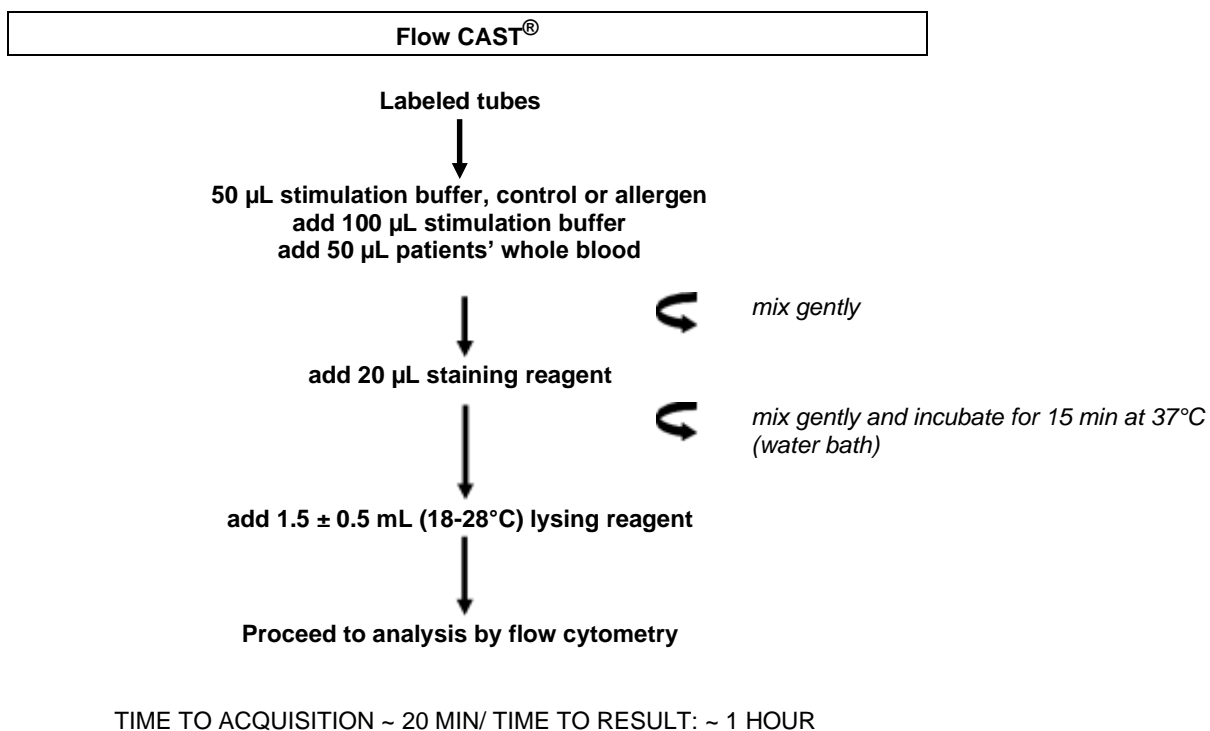 Flow CAST®
Labeled tubes
50 µL stimulation buffer, control or allergen
add 100 µL stimulation buffer
add 50 µL patients’ whole blood
mix gently
add 20 µL staining reagent
mix gently and incubate for 15 min at 37°C
(water bath)
add 1.5 ± 0.5 mL (18-28°C) lysing reagent
Proceed to analysis by flow cytometry
TIME TO ACQUISITION ~ 20 MIN/ TIME TO RESULT: ~ 1 HOUR